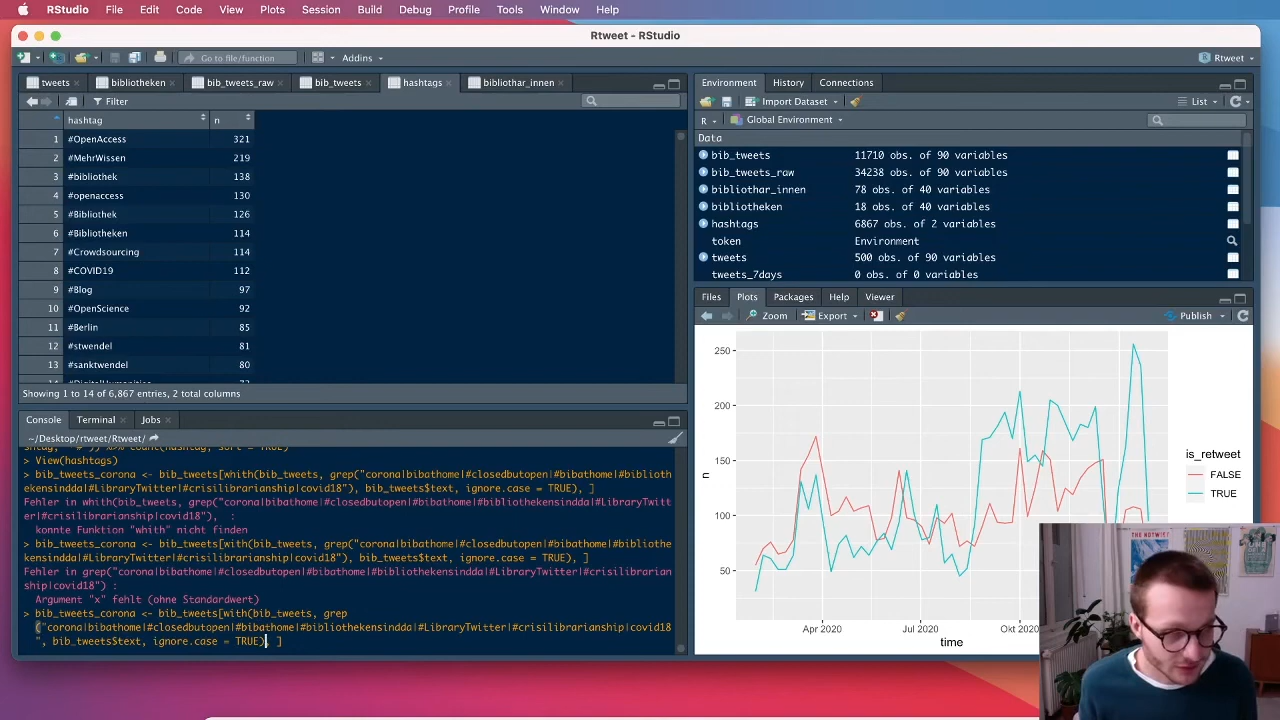 RStudio File Edit Code View Plots Session Build Debug Profile Tools Window Help
Rtweet - RStudio
Go to file/function Addins Rtweet
tweets bibliotheken bib_tweets_raw bib_tweets hashtags bibliothar_innen
Filter
hashtag n
1 #OpenAccess 321
2 #MehrWissen 219
3 #bibliothek 138
4 #openaccess 130
5 #Bibliothek 126
6 #Bibliotheken 114
7 #Crowdsourcing 114
8 #COVID19 112
9 #Blog 97
10 #OpenScience 92
11 #Berlin 85
12 #stwendel 81
13 #sanktwendel 80
Showing 1 to 14 of 6,867 entries, 2 total columns
Console Terminal Jobs
~/Desktop/rtweet/Rtweet/
> View(hashtags)
> bib_tweets_corona <- bib_tweets[whith(bib_tweets, grep("corona|bibathome|#closedbutopen|#bibathome|#biblioth
ekensindda|#LibraryTwitter|#crisilibrarianship|covid18"), bib_tweets$text, ignore.case = TRUE), ]
Fehler in whith(bib_tweets, grep("corona|bibathome|#closedbutopen|#bibathome|#bibliothekensindda|#LibraryTwitt
er|#crisilibrarianship|covid18"), :
konnte Funktion "whith" nicht finden
> bib_tweets_corona <- bib_tweets[with(bib_tweets, grep("corona|bibathome|#closedbutopen|#bibathome|#bibliothe
kensindda|#LibraryTwitter|#crisilibrarianship|covid18"), bib_tweets$text, ignore.case = TRUE), ]
Fehler in grep("corona|bibathome|#closedbutopen|#bibathome|#bibliothekensindda|#LibraryTwitter|#crisilibrarian
ship|covid18") :
Argument "x" fehlt (ohne Standardwert)
> bib_tweets_corona <- bib_tweets[with(bib_tweets, grep
("corona|bibathome|#closedbutopen|#bibathome|#bibliothekensindda|#LibraryTwitter|#crisilibrarianship|covid18
", bib_tweets$text, ignore.case = TRUE), ]
Environment History Connections
Import Dataset List
R Global Environment
Data
bib_tweets 11710 obs. of 90 variables
bib_tweets_raw 34238 obs. of 90 variables
bibliothar_innen 78 obs. of 40 variables
bibliotheken 18 obs. of 40 variables
hashtags 6867 obs. of 2 variables
token Environment
tweets 500 obs. of 90 variables
tweets_7days 0 obs. of 0 variables
Files Plots Packages Help Viewer
Zoom Export Publish
250
200
150
100
50
n
Apr 2020 Jul 2020 Okt 2020
time
is_retweet
FALSE
TRUE
THE NOTWIST